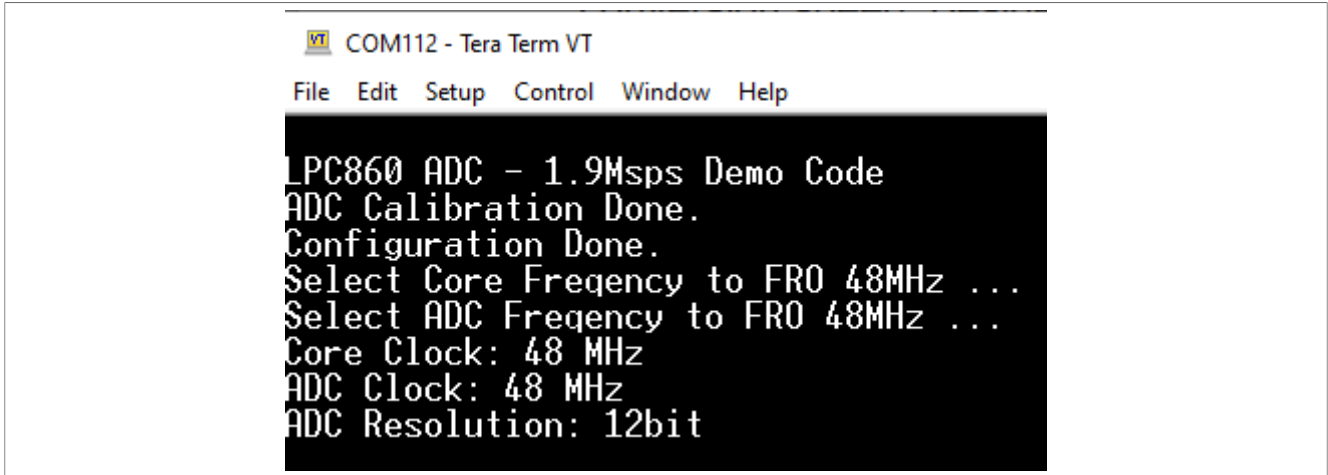 COM112 - Tera Term VT
File Edit Setup Control Window Help
LPC860 ADC - 1.9Msps Demo Code
ADC Calibration Done.
Configuration Done.
Select Core Freqency to FRO 48MHz ...
Select ADC Freqency to FRO 48MHz ...
Core Clock: 48 MHz
ADC Clock: 48 MHz
ADC Resolution: 12bit